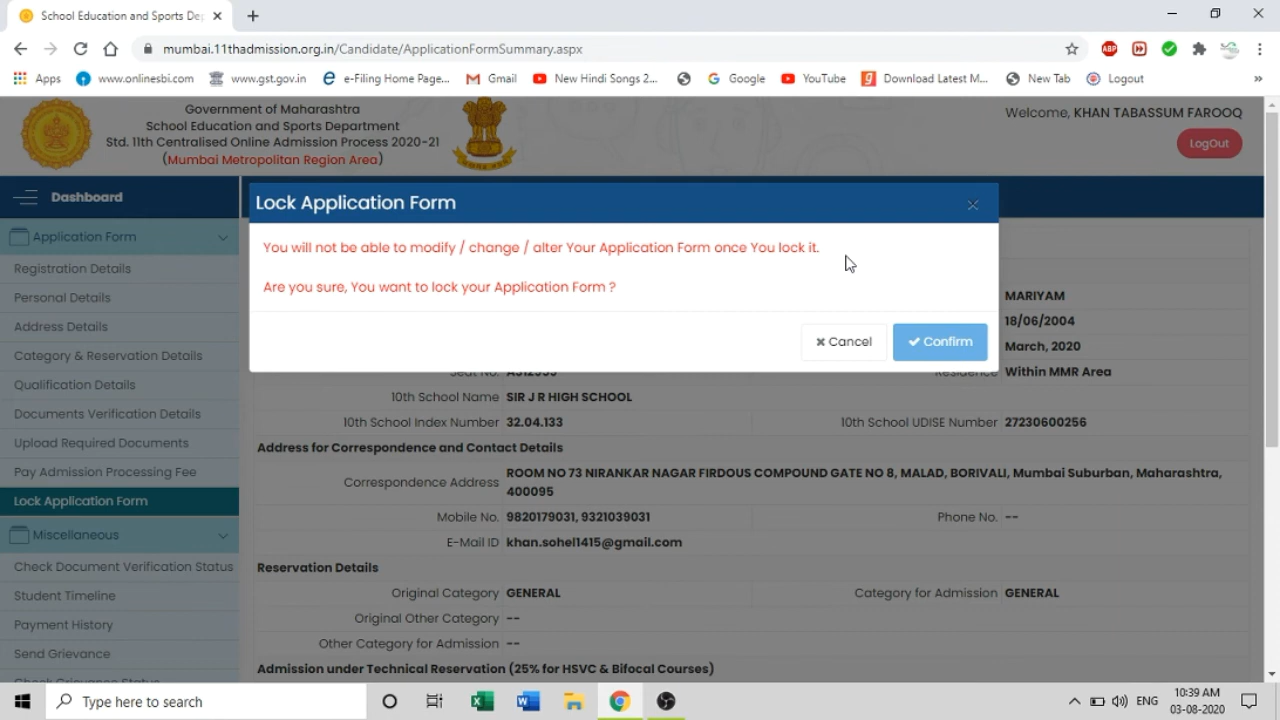 School Education and Sports De
mumbai.11thadmission.org.in/Candidate/ApplicationFormSummary.aspx
ABP
Apps www.onlinesbi.com www.gst.gov.in e-Filing Home Page... Gmail New Hindi Songs 2... Google YouTube Download Latest M... New Tab Logout »
Government of Maharashtra
School Education and Sports Department
Std. 11th Centralised Online Admission Process 2020-21
(Mumbai Metropolitan Region Area)
Welcome, KHAN TABASSUM FAROOQ
LogOut
Dashboard
Application Form
Registration Details
Personal Details
Address Details
Category & Reservation Details
Qualification Details
Documents Verification Details
Upload Required Documents
Pay Admission Processing Fee
Lock Application Form
Miscellaneous
Check Document Verification Status
Student Timeline
Payment History
Send Grievance
Check Grievance Status
Lock Application Form
You will not be able to modify / change / alter Your Application Form once You lock it.
Are you sure, You want to lock your Application Form ?
Cancel Confirm
MARIYAM
18/06/2004
March, 2020
Seat No. Residence Within MMR Area
10th School Name SIR J R HIGH SCHOOL
10th School Index Number 32.04.133 10th School UDISE Number 27230600256
Address for Correspondence and Contact Details
Correspondence Address ROOM NO 73 NIRANKAR NAGAR FIRDOUS COMPOUND GATE NO 8, MALAD, BORIVALI, Mumbai Suburban, Maharashtra,
400095
Mobile No. 9820179031, 9321039031 Phone No. --
E-Mail ID khan.sohel1415@gmail.com
Reservation Details
Original Category GENERAL Category for Admission GENERAL
Original Other Category --
Other Category for Admission --
Admission under Technical Reservation (25% for HSVC & Bifocal Courses)
Type here to search
ENG
10:39 AM
03-08-2020